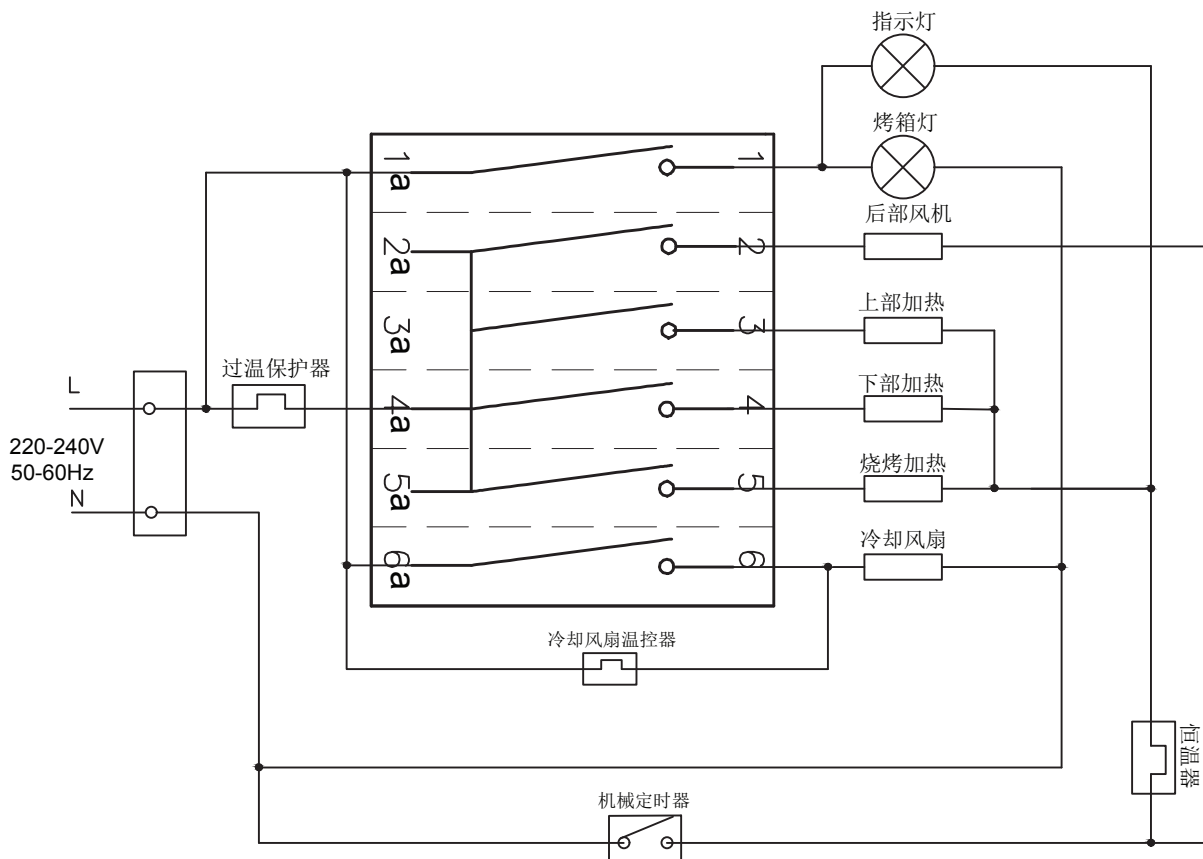 指示灯
烤箱灯
1a 1
后部风机
2a 2
上部加热
3a 3
过温保护器
下部加热
L
4a 4
220-240V
50-60Hz
烧烤加热
N
5a 5
冷却风扇
6a 6
冷却风扇温控器
恒温器
机械定时器